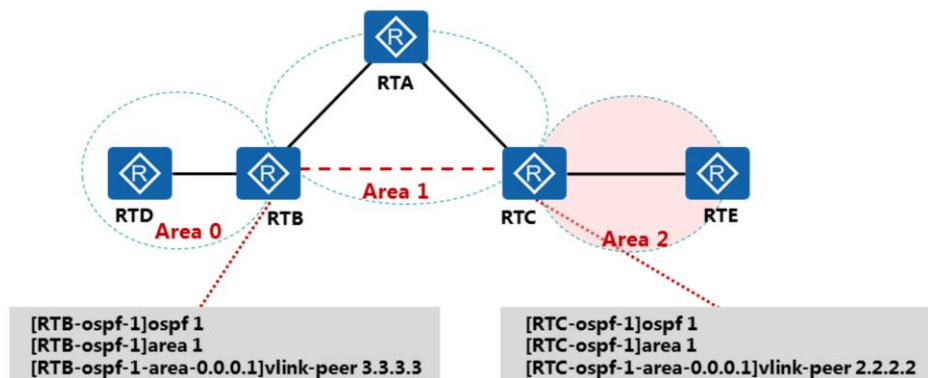 R
RTA
R
R
R
R
Area 1
RTD
RTB
RTC
RTE
Area 0
Area 2
[RTB-ospf-1]ospf 1
[RTB-ospf-1]area 1
[RTB-ospf-1-area-0.0.0.1]vlink-peer 3.3.3.3
[RTC-ospf-1]ospf 1
[RTC-ospf-1]area 1
[RTC-ospf-1-area-0.0.0.1]vlink-peer 2.2.2.2